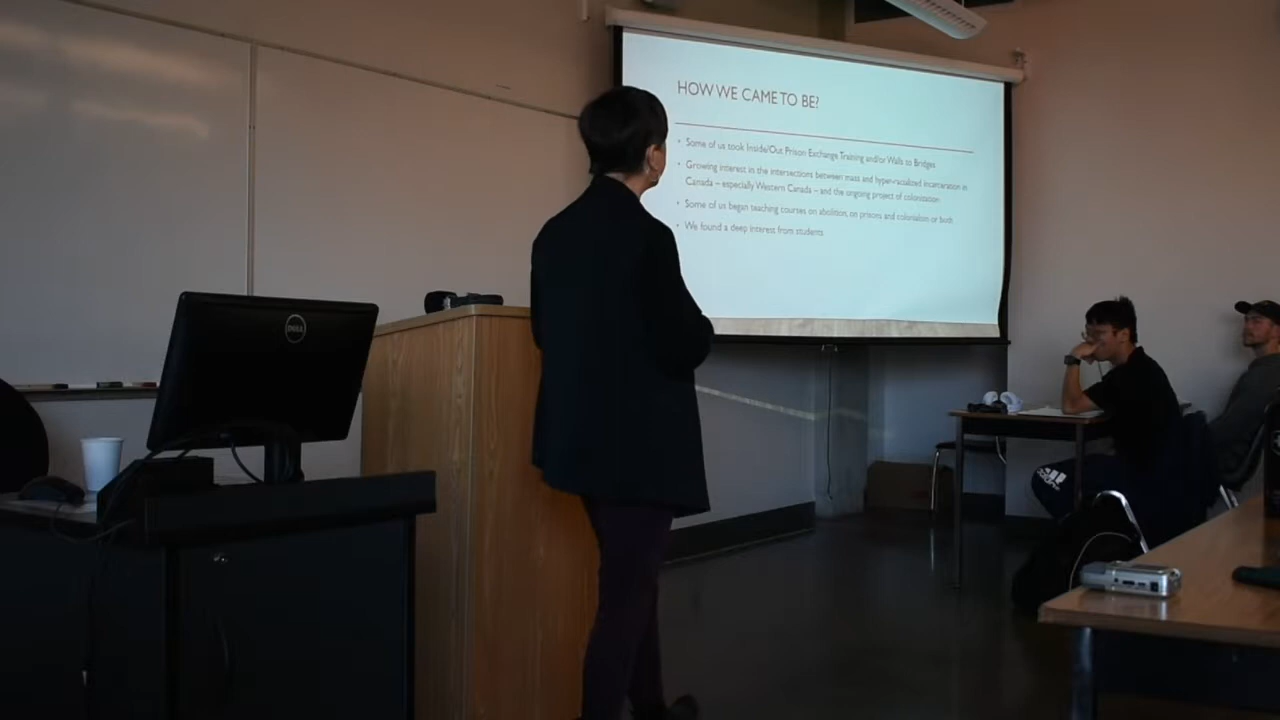 HOW WE CAME TO BE?
• Some of us took Inside/Out Prison Exchange Training and/or Walls to Bridges
• Growing interest in the intersections between mass and hyper-racialized incarceration in
Canada – especially Western Canada – and the ongoing project of colonization
• Some of us began teaching courses on abolition, on prisons and colonialism or both
• We found a deep interest from students
DELL
adidas